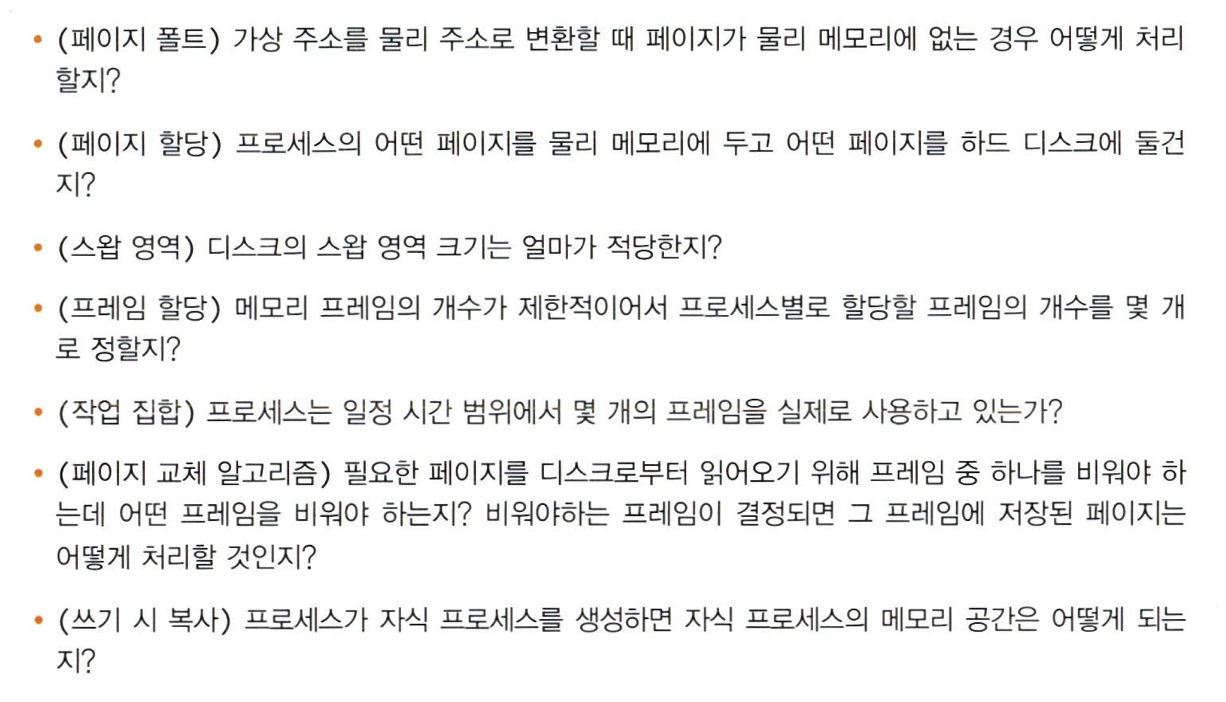 • (페이지 폴트) 가상 주소를 물리 주소로 변환할 때 페이지가 물리 메모리에 없는 경우 어떻게 처리
할지?
• (페이지 할당) 프로세스의 어떤 페이지를 물리 메모리에 두고 어떤 페이지를 하드 디스크에 둘건
지?
• (스왑 영역) 디스크의 스왑 영역 크기는 얼마가 적당한지?
• (프레임 할당) 메모리 프레임의 개수가 제한적이어서 프로세스별로 할당할 프레임의 개수를 몇 개
로 정할지?
• (작업 집합) 프로세스는 일정 시간 범위에서 몇 개의 프레임을 실제로 사용하고 있는가?
• (페이지 교체 알고리즘) 필요한 페이지를 디스크로부터 읽어오기 위해 프레임 중 하나를 비워야 하
는데 어떤 프레임을 비워야 하는지? 비워야하는 프레임이 결정되면 그 프레임에 저장된 페이지는
어떻게 처리할 것인지?
• (쓰기 시 복사) 프로세스가 자식 프로세스를 생성하면 자식 프로세스의 메모리 공간은 어떻게 되는
지?